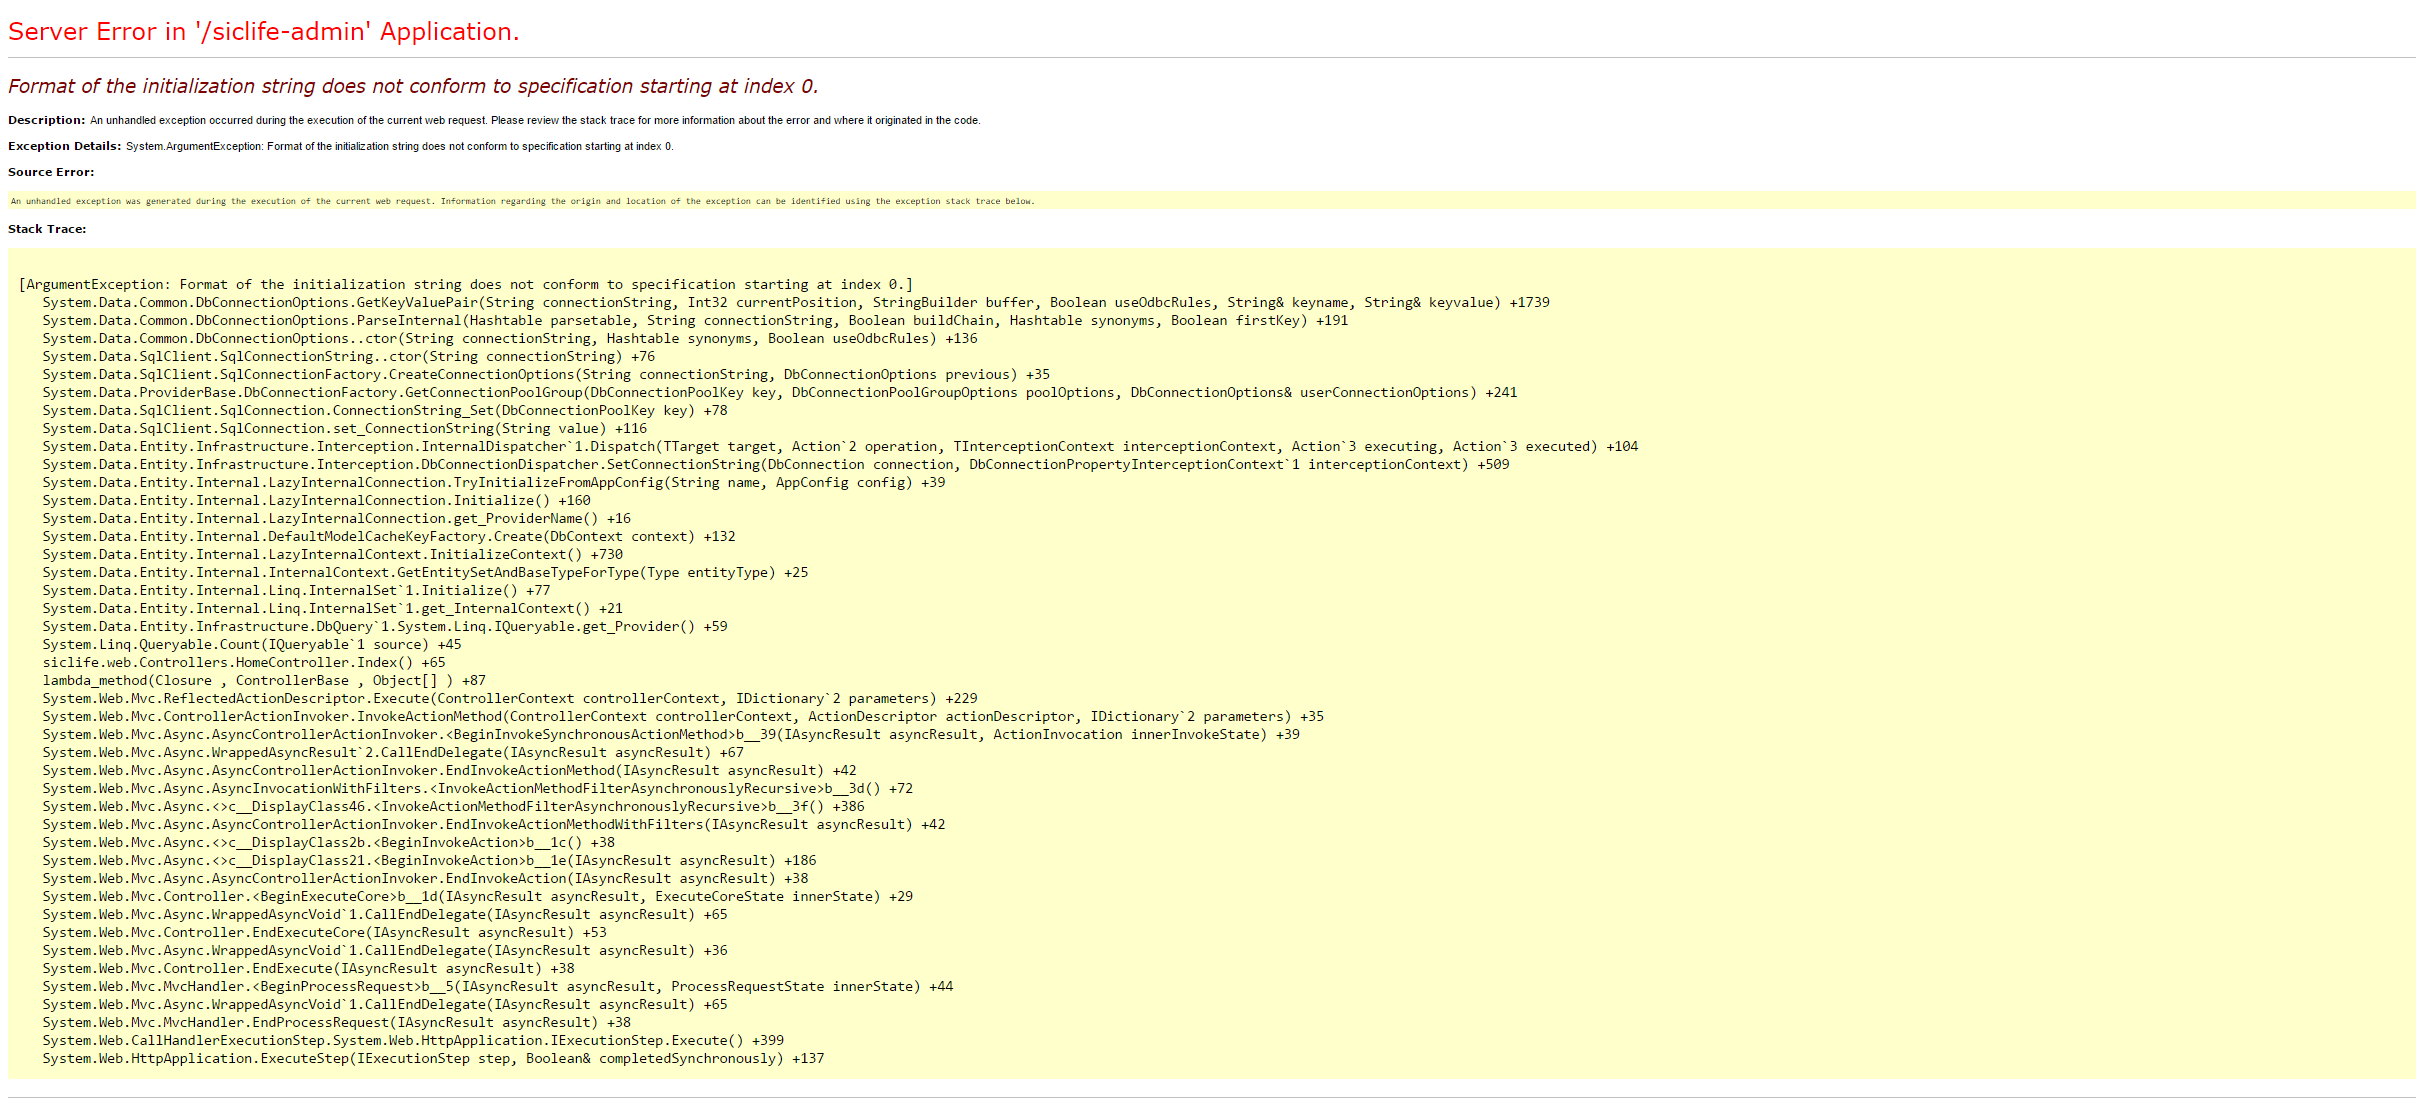 Server Error in '/siclife-admin' Application.
Format of the initialization string does not conform to specification starting at index 0.
Description: An unhandled exception occurred during the execution of the current web request. Please review the stack trace for more information about the error and where it originated in the code.
Exception Details: System.ArgumentException: Format of the initialization string does not conform to specification starting at index 0.
Source Error:
An unhandled exception was generated during the execution of the current web request. Information regarding the origin and location of the exception can be identified using the exception stack trace below.
Stack Trace:
[ArgumentException: Format of the initialization string does not conform to specification starting at index 0.]
System.Data.Common.DbConnectionOptions.GetKeyValuePair(String connectionString, Int32 currentPosition, StringBuilder buffer, Boolean useOdbcRules, String& keyname, String& keyvalue) +1739
System.Data.Common.DbConnectionOptions.ParseInternal(Hashtable parsetable, String connectionString, Boolean buildChain, Hashtable synonyms, Boolean firstKey) +191
System.Data.Common.DbConnectionOptions..ctor(String connectionString, Hashtable synonyms, Boolean useOdbcRules) +136
System.Data.SqlClient.SqlConnectionString..ctor(String connectionString) +76
System.Data.SqlClient.SqlConnectionFactory.CreateConnectionOptions(String connectionString, DbConnectionOptions previous) +35
System.Data.ProviderBase.DbConnectionFactory.GetConnectionPoolGroup(DbConnectionPoolKey key, DbConnectionPoolGroupOptions poolOptions, DbConnectionOptions& userConnectionOptions) +241
System.Data.SqlClient.SqlConnection.ConnectionString_Set(DbConnectionPoolKey key) +78
System.Data.SqlClient.SqlConnection.set_ConnectionString(String value) +116
System.Data.Entity.Infrastructure.Interception.InternalDispatcher`1.Dispatch(TTarget target, Action`2 operation, TInterceptionContext interceptionContext, Action`3 executing, Action`3 executed) +104
System.Data.Entity.Infrastructure.Interception.DbConnectionDispatcher.SetConnectionString(DbConnection connection, DbConnectionPropertyInterceptionContext`1 interceptionContext) +509
System.Data.Entity.Internal.LazyInternalConnection.TryInitializeFromAppConfig(String name, AppConfig config) +39
System.Data.Entity.Internal.LazyInternalConnection.Initialize() +160
System.Data.Entity.Internal.LazyInternalConnection.get_ProviderName() +16
System.Data.Entity.Internal.DefaultModelCacheKeyFactory.Create(DbContext context) +132
System.Data.Entity.Internal.LazyInternalContext.InitializeContext() +730
System.Data.Entity.Internal.InternalContext.GetEntitySetAndBaseTypeForType(Type entityType) +25
System.Data.Entity.Internal.Linq.InternalSet`1.Initialize() +77
System.Data.Entity.Internal.Linq.InternalSet`1.get_InternalContext() +21
System.Data.Entity.Infrastructure.DbQuery`1.System.Linq.IQueryable.get_Provider() +59
System.Linq.Queryable.Count(IQueryable`1 source) +45
siclife.web.Controllers.HomeController.Index() +65
lambda_method(Closure , ControllerBase , Object[] ) +87
System.Web.Mvc.ReflectedActionDescriptor.Execute(ControllerContext controllerContext, IDictionary`2 parameters) +229
System.Web.Mvc.ControllerActionInvoker.InvokeActionMethod(ControllerContext controllerContext, ActionDescriptor actionDescriptor, IDictionary`2 parameters) +35
System.Web.Mvc.Async.AsyncControllerActionInvoker.<BeginInvokeSynchronousActionMethod>b__39(IAsyncResult asyncResult, ActionInvocation innerInvokeState) +39
System.Web.Mvc.Async.WrappedAsyncResult`2.CallEndDelegate(IAsyncResult asyncResult) +67
System.Web.Mvc.Async.AsyncControllerActionInvoker.EndInvokeActionMethod(IAsyncResult asyncResult) +42
System.Web.Mvc.Async.AsyncInvocationWithFilters.<InvokeActionMethodFilterAsynchronouslyRecursive>b__3d() +72
System.Web.Mvc.Async.<>c__DisplayClass46.<InvokeActionMethodFilterAsynchronouslyRecursive>b__3f() +386
System.Web.Mvc.Async.AsyncControllerActionInvoker.EndInvokeActionMethodWithFilters(IAsyncResult asyncResult) +42
System.Web.Mvc.Async.<>c__DisplayClass2b.<BeginInvokeAction>b__1c() +38
System.Web.Mvc.Async.<>c__DisplayClass21.<BeginInvokeAction>b__1e(IAsyncResult asyncResult) +186
System.Web.Mvc.Async.AsyncControllerActionInvoker.EndInvokeAction(IAsyncResult asyncResult) +38
System.Web.Mvc.Controller.<BeginExecuteCore>b__1d(IAsyncResult asyncResult, ExecuteCoreState innerState) +29
System.Web.Mvc.Async.WrappedAsyncVoid`1.CallEndDelegate(IAsyncResult asyncResult) +65
System.Web.Mvc.Controller.EndExecuteCore(IAsyncResult asyncResult) +53
System.Web.Mvc.Async.WrappedAsyncVoid`1.CallEndDelegate(IAsyncResult asyncResult) +36
System.Web.Mvc.Controller.EndExecute(IAsyncResult asyncResult) +38
System.Web.Mvc.MvcHandler.<BeginProcessRequest>b__5(IAsyncResult asyncResult, ProcessRequestState innerState) +44
System.Web.Mvc.Async.WrappedAsyncVoid`1.CallEndDelegate(IAsyncResult asyncResult) +65
System.Web.Mvc.MvcHandler.EndProcessRequest(IAsyncResult asyncResult) +38
System.Web.CallHandlerExecutionStep.System.Web.HttpApplication.IExecutionStep.Execute() +399
System.Web.HttpApplication.ExecuteStep(IExecutionStep step, Boolean& completedSynchronously) +137